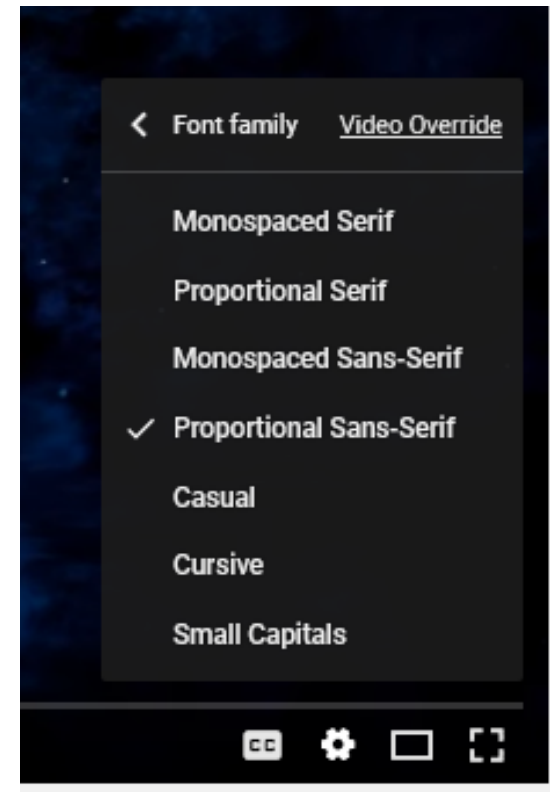 Font family Video Override
Monospaced Serif
Proportional Serif
Monospaced Sans-Serif
Proportional Sans-Serif
Casual
Cursive
Small Capitals
CC